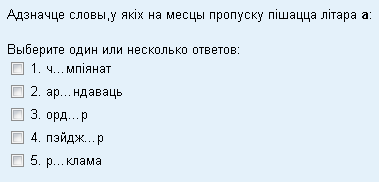 Адзначце словы,у якіх на месцы пропуску пішацца літара а:
Выберите один или несколько ответов:
1. ч...мпіянат
2. ар...ндаваць
3. орд...р
4. пэйдж...р
5. р...клама